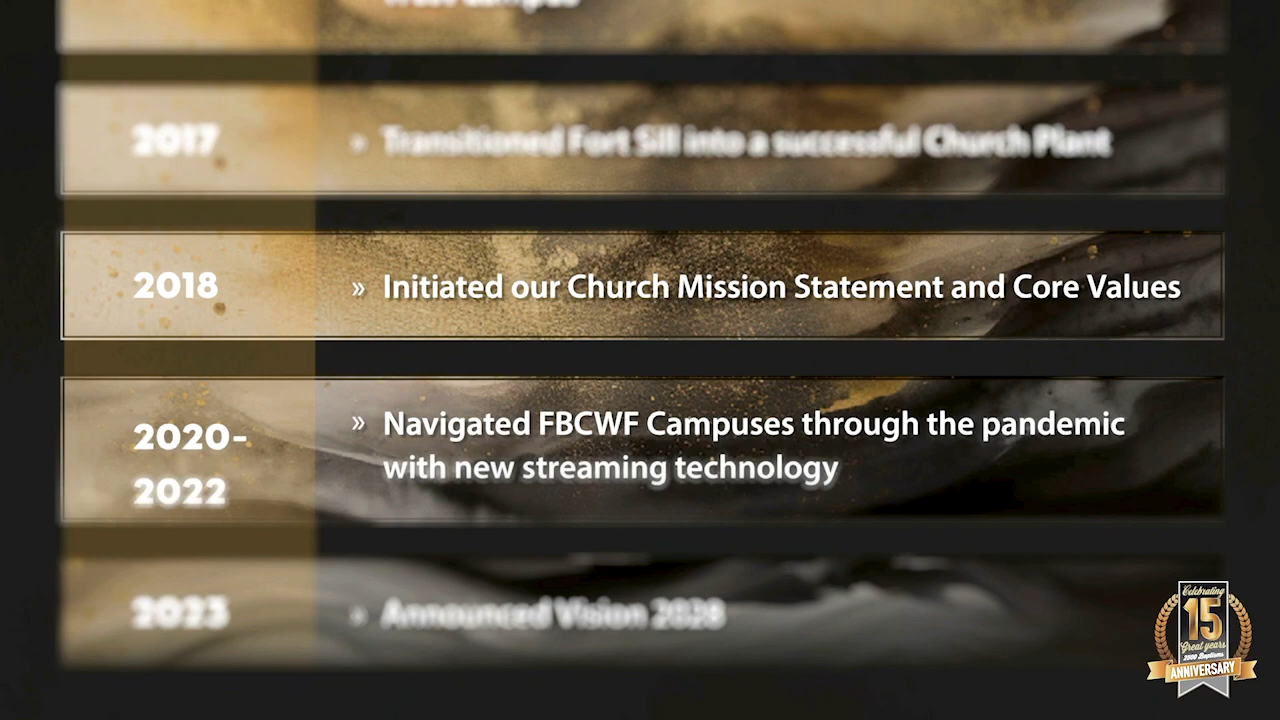 2017
» Transitioned Fort Sill into a successful Church Plant
2018
» Initiated our Church Mission Statement and Core Values
2020-
2022
» Navigated FBCWF Campuses through the pandemic
with new streaming technology
2023
» Announced Vision 2028
Celebrating
15
Great years
2500 Baptisms
ANNIVERSARY